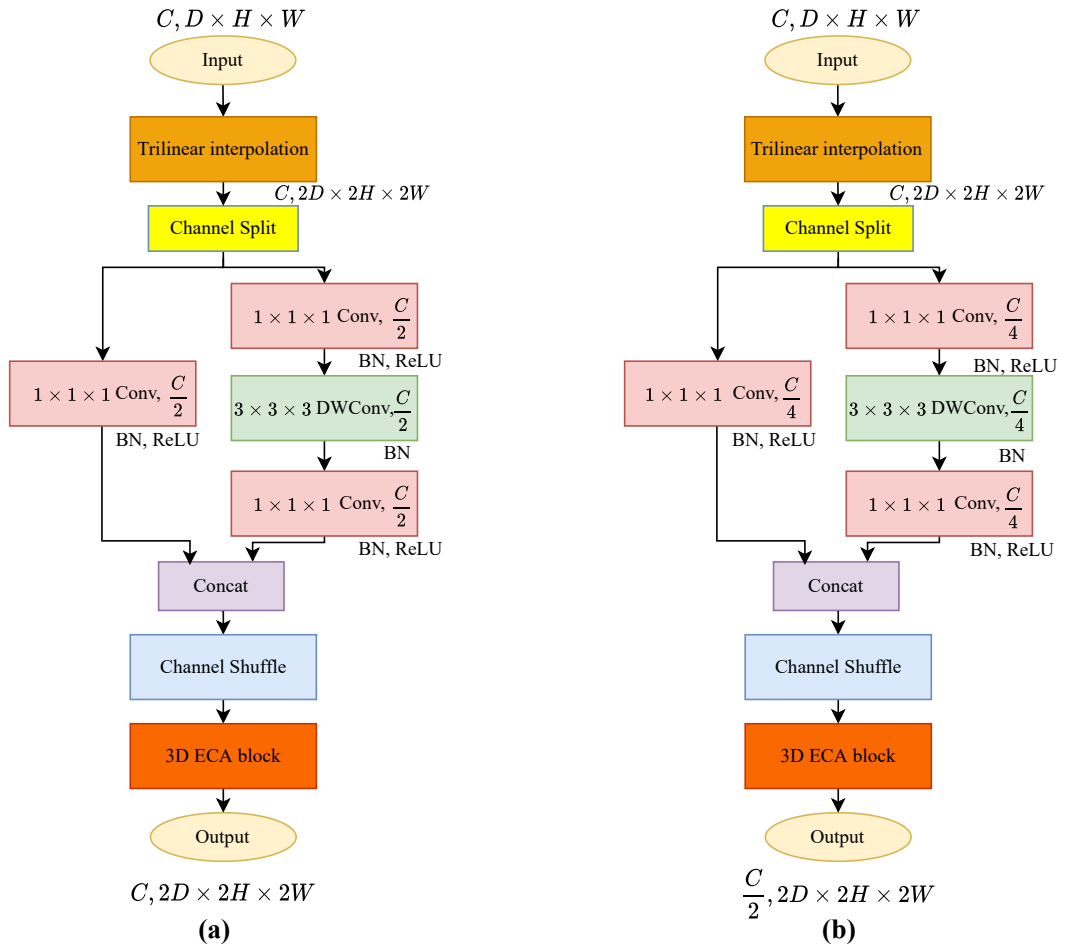 C, D × H × W
Input
Trilinear interpolation
C, 2D × 2H × 2W
Channel Split
1 × 1 × 1 Conv, C/2
BN, ReLU
1 × 1 × 1 Conv, C/2
BN, ReLU
3 × 3 × 3 DWConv, C/2
BN
1 × 1 × 1 Conv, C/2
BN, ReLU
Concat
Channel Shuffle
3D ECA block
Output
C, 2D × 2H × 2W
(a)
C, D × H × W
Input
Trilinear interpolation
C, 2D × 2H × 2W
Channel Split
1 × 1 × 1 Conv, C/4
BN, ReLU
1 × 1 × 1 Conv, C/4
BN, ReLU
3 × 3 × 3 DWConv, C/4
BN
1 × 1 × 1 Conv, C/4
BN, ReLU
Concat
Channel Shuffle
3D ECA block
Output
C/2, 2D × 2H × 2W
(b)